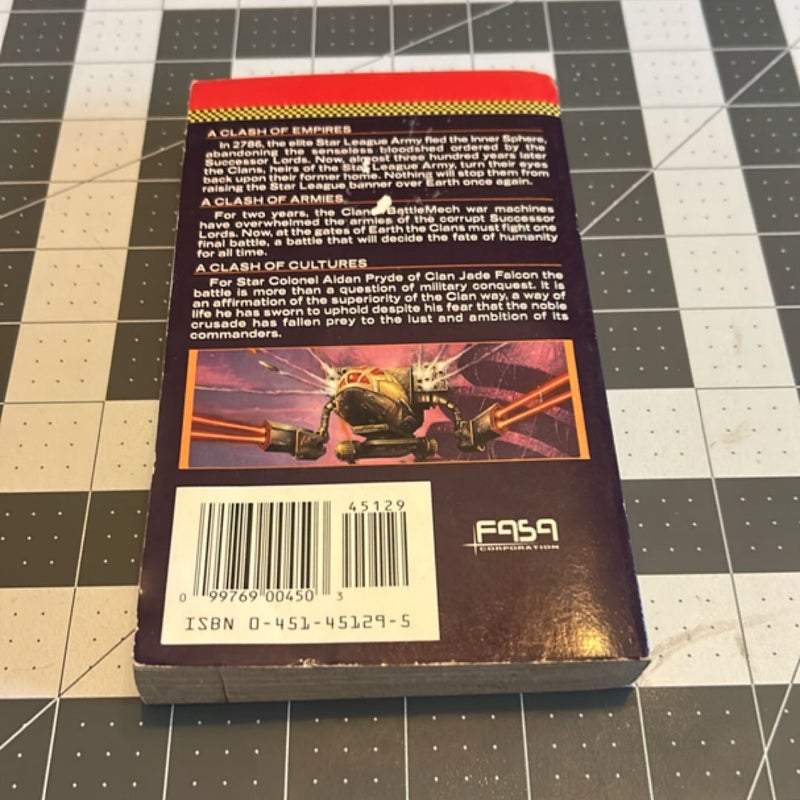 A CLASH OF EMPIRES
In 2786, the elite Star League Army fled the Inner Sphere,
abandoning the senseless bloodshed ordered by the
Successor Lords. Now, almost three hundred years later
the Clans, heirs of the Star League Army, turn their eyes
back upon their former home. Nothing will stop them from
raising the Star League banner over Earth once again.
A CLASH OF ARMIES
For two years, the Clans BattleMech war machines
have overwhelmed the armies of the corrupt Successor
Lords. Now, at the gates of Earth the Clans must fight one
final battle, a battle that will decide the fate of humanity
for all time.
A CLASH OF CULTURES
For Star Colonel Aidan Pryde of Clan Jade Falcon the
battle is more than a question of military conquest. It is
an affirmation of the superiority of the Clan way, a way of
life he has sworn to uphold despite his fear that the noble
crusade has fallen prey to the lust and ambition of its
commanders.
45129
0 99769 00450 3
ISBN 0-451-45129-5
FASA
CORPORATION